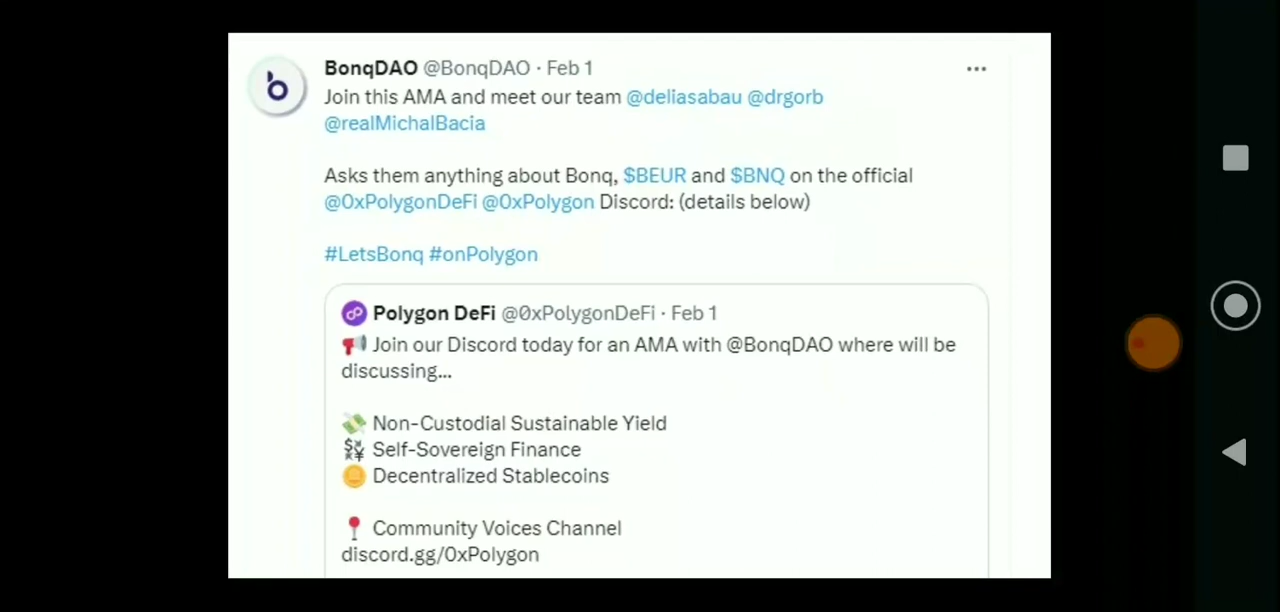 BonqDAO @BonqDAO · Feb 1
Join this AMA and meet our team @deliasabau @drgorb
@realMichalBacia
Asks them anything about Bonq, $BEUR and $BNQ on the official
@0xPolygonDeFi @0xPolygon Discord: (details below)
#LetsBonq #onPolygon
Polygon DeFi @0xPolygonDeFi · Feb 1
Join our Discord today for an AMA with @BonqDAO where will be
discussing...
Non-Custodial Sustainable Yield
Self-Sovereign Finance
Decentralized Stablecoins
Community Voices Channel
discord.gg/0xPolygon